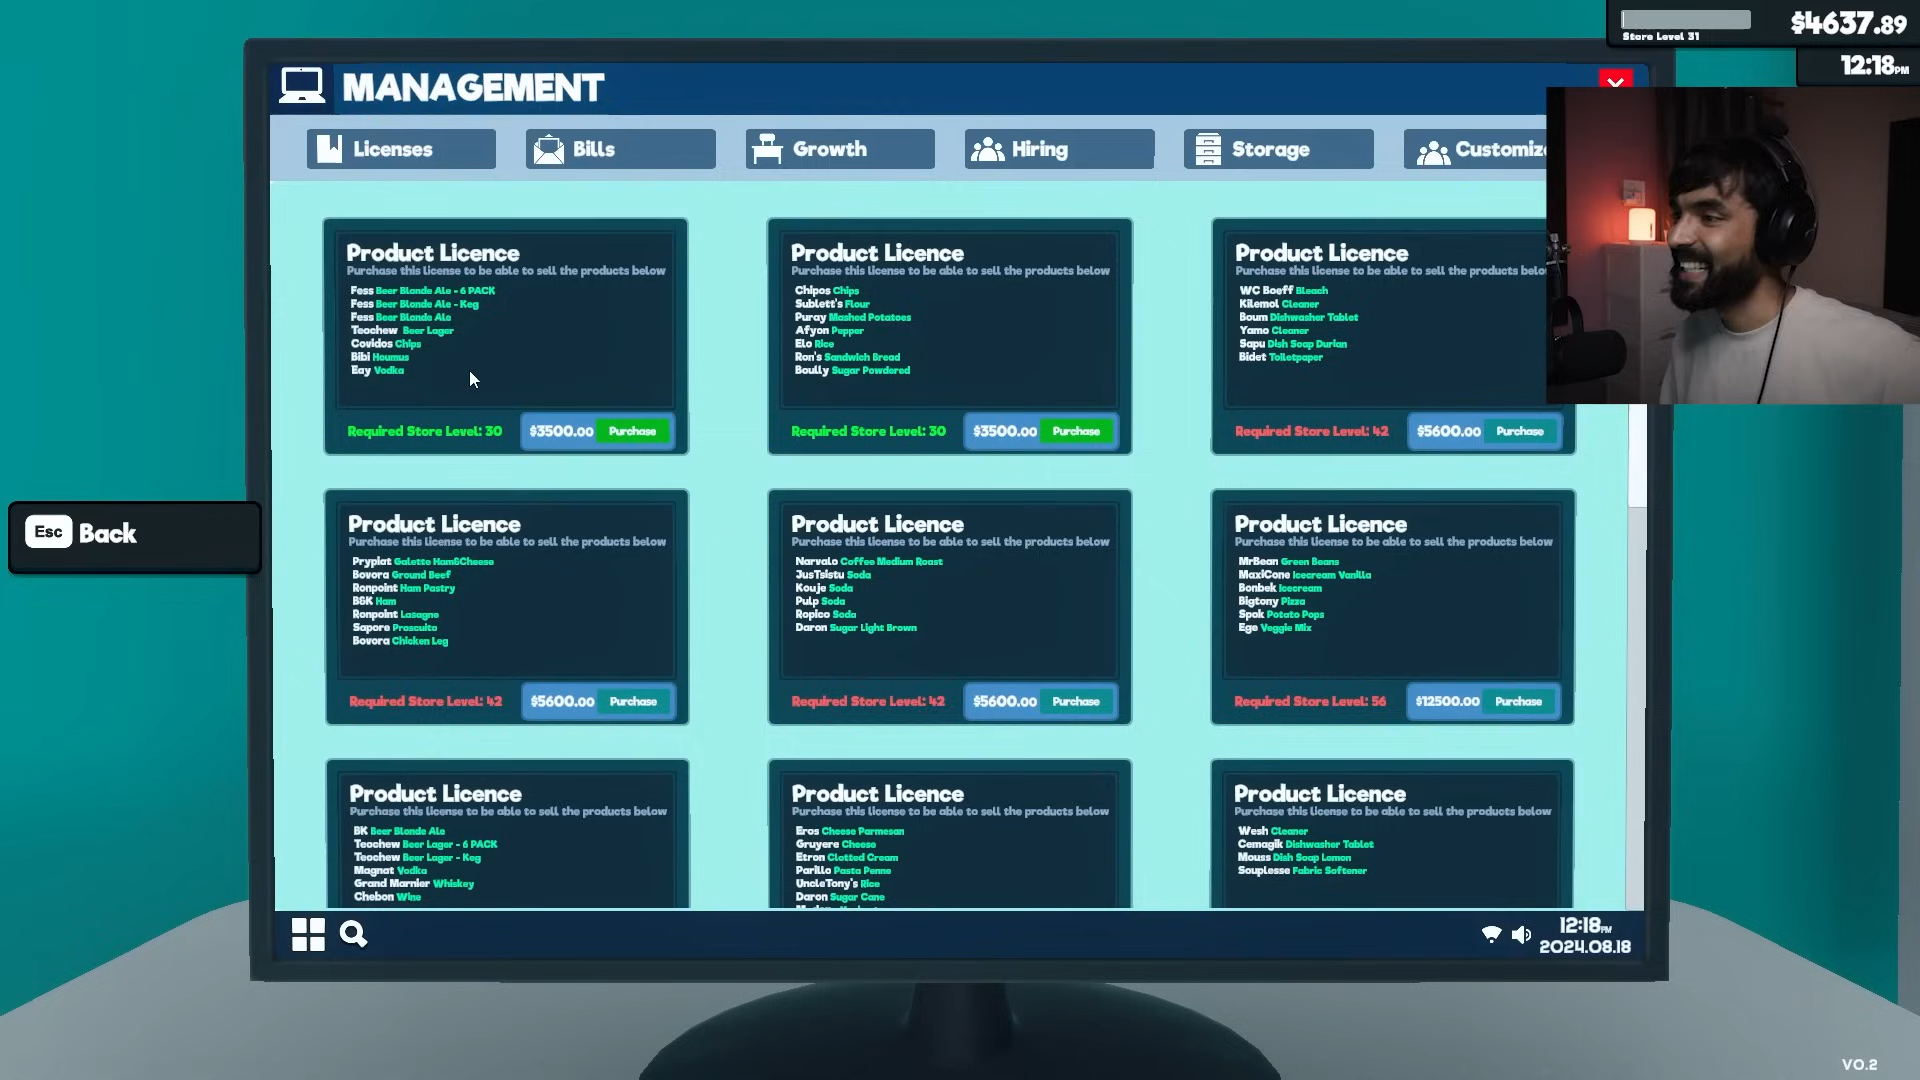 $4637.89
Store Level 31
12:18PM
MANAGEMENT
Licenses
Bills
Growth
Hiring
Storage
Customiz
Product Licence
Purchase this license to be able to sell the products below
Fess Beer Blonde Ale - 6 PACK
Fess Beer Blonde Ale - Keg
Fess Beer Blonde Ale
Teochew Beer Lager
Covidos Chips
Bibi Houmus
Eay Vodka
Required Store Level: 30
$3500.00
Purchase
Product Licence
Purchase this license to be able to sell the products below
Chipos Chips
Sublett's Flour
Puray Mashed Potatoes
Afyon Pepper
Elo Rice
Ron's Sandwich Bread
Boully Sugar Powdered
Required Store Level: 30
$3500.00
Purchase
Product Licence
Purchase this license to be able to sell the products belo
WC Boeff Bleach
Kilemol Cleaner
Boum Dishwasher Tablet
Yamo Cleaner
Sapu Dish Soap Durian
Bidet Toiletpaper
Required Store Level: 42
$5600.00
Purchase
Esc Back
Product Licence
Purchase this license to be able to sell the products below
Prypiat Galette Ham&Cheese
Bovora Ground Beef
Ronpoint Ham Pastry
B&K Ham
Ronpoint Lasagne
Sapore Proscuito
Bovora Chicken Leg
Required Store Level: 42
$5600.00
Purchase
Product Licence
Purchase this license to be able to sell the products below
Narvalo Coffee Medium Roast
JusTsistu Soda
Kouje Soda
Pulp Soda
Ropico Soda
Daron Sugar Light Brown
Required Store Level: 42
$5600.00
Purchase
Product Licence
Purchase this license to be able to sell the products below
MrBean Green Beans
MaxiCone Icecream Vanilla
Bonbek Icecream
Bigtony Pizza
Spok Potato Pops
Ege Veggie Mix
Required Store Level: 56
$12500.00
Purchase
Product Licence
Purchase this license to be able to sell the products below
BK Beer Blonde Ale
Teochew Beer Lager - 6 PACK
Teochew Beer Lager - Keg
Magnat Vodka
Grand Marnier Whiskey
Chebon Wine
Product Licence
Purchase this license to be able to sell the products below
Eros Cheese Parmesan
Gruyere Cheese
Etron Clotted Cream
Parillo Pasta Penne
UncleTony's Rice
Daron Sugar Cane
Product Licence
Purchase this license to be able to sell the products below
Wesh Cleaner
Cemagik Dishwasher Tablet
Mouss Dish Soap Lemon
Souplesse Fabric Softener
12:18PM
2024.08.18
V0.2